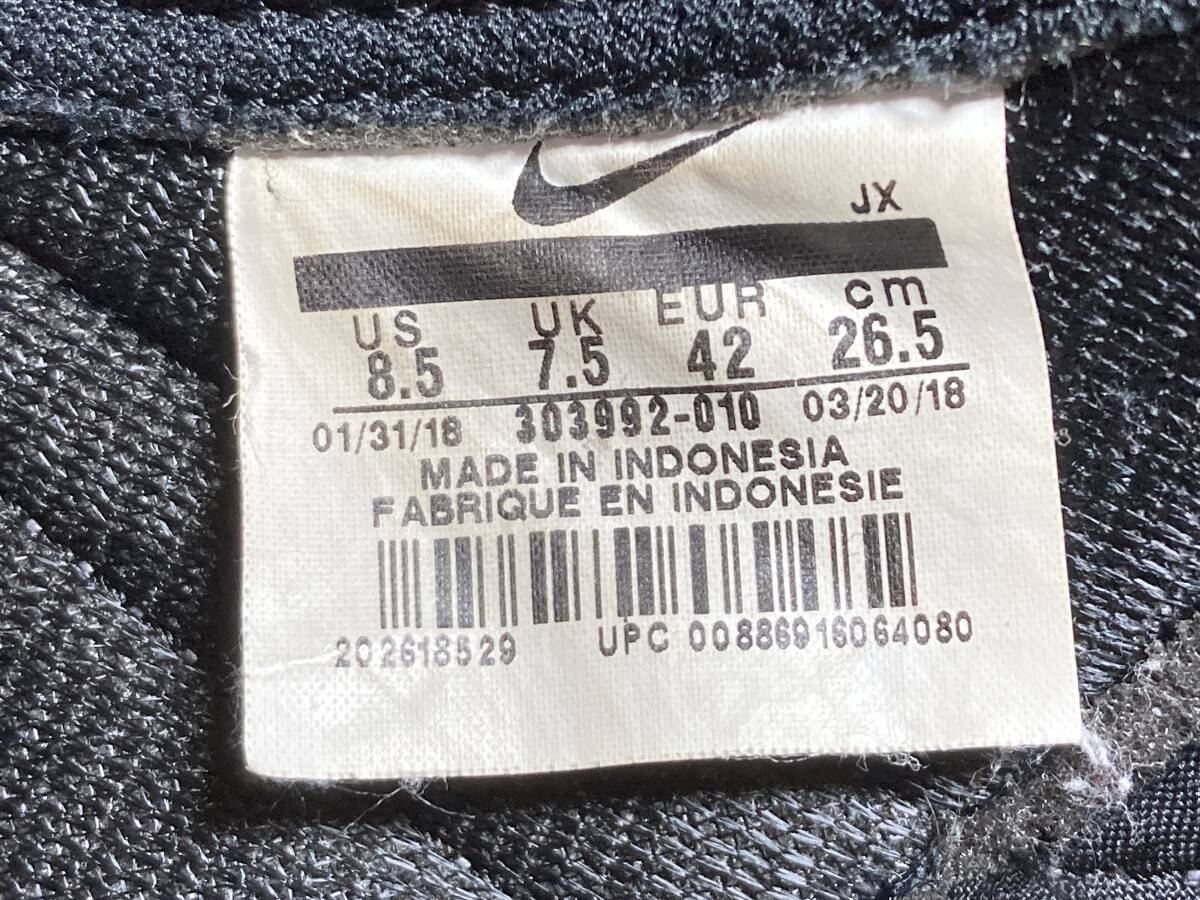 JX
US UK EUR cm
8.5 7.5 42 26.5
01/31/18 303992-010 03/20/18
MADE IN INDONESIA
FABRIQUE EN INDONESIE
202618529 UPC 00886916064080